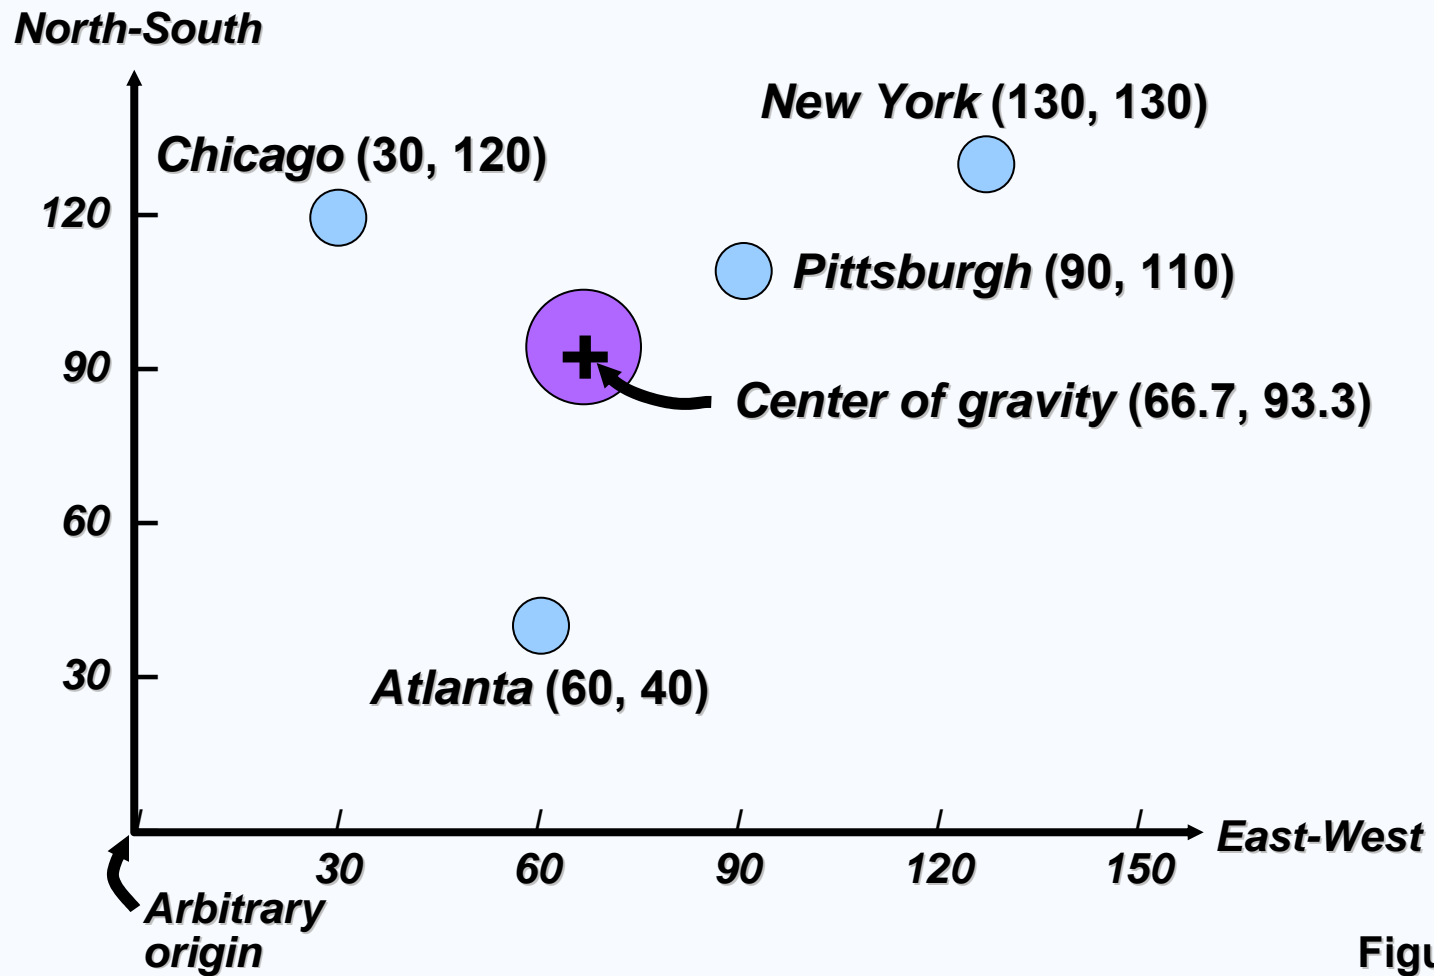 North-South
New York (130, 130)
Chicago (30, 120)
120
Pittsburgh (90, 110)
90
Center of gravity (66.7, 93.3)
60
30
Atlanta (60, 40)
East-West
30 60 90 120 150
Arbitrary
origin